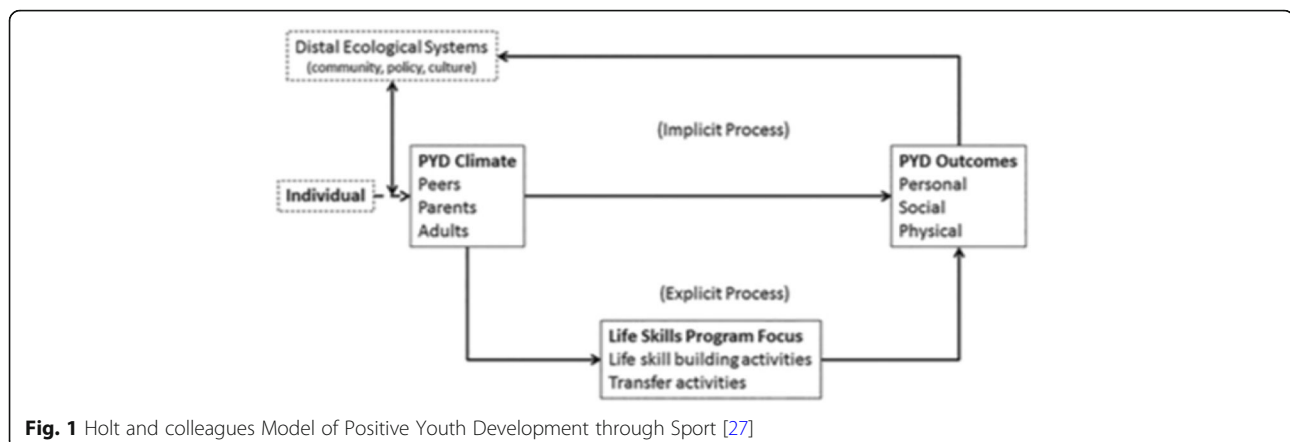 Distal Ecological Systems
(community, policy, culture)
(Implicit Process)
PYD Climate
Peers
Parents
Adults
Individual
PYD Outcomes
Personal
Social
Physical
(Explicit Process)
Life Skills Program Focus
Life skill building activities
Transfer activities
Fig. 1 Holt and colleagues Model of Positive Youth Development through Sport [27]